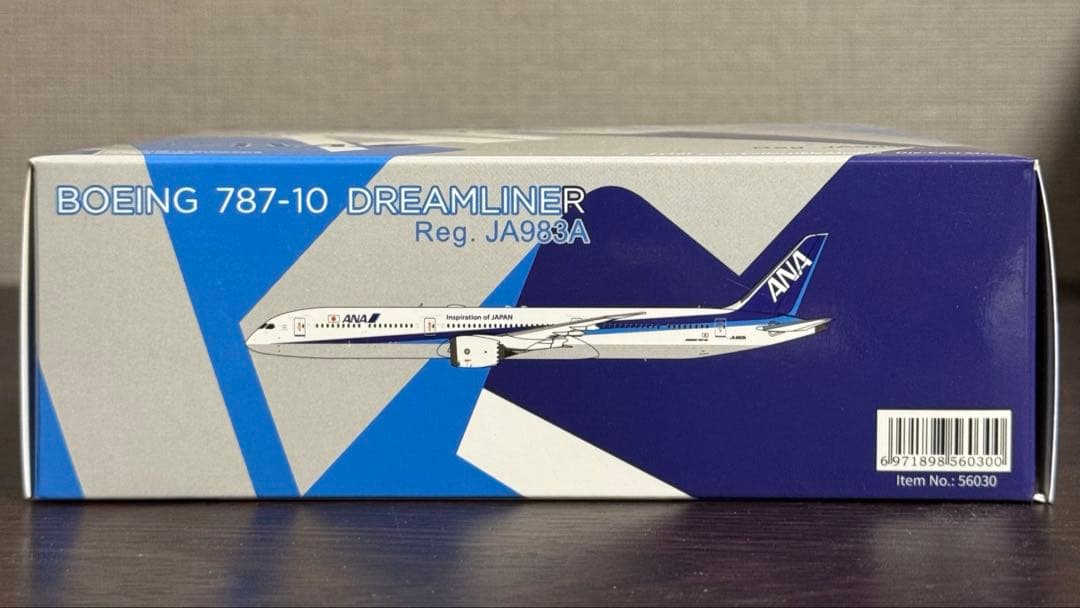 BOEING 787-10 DREAMLINER
Reg. JA983A
ANA
ANA
Inspiration of JAPAN
6 971898 560300
Item No.: 56030